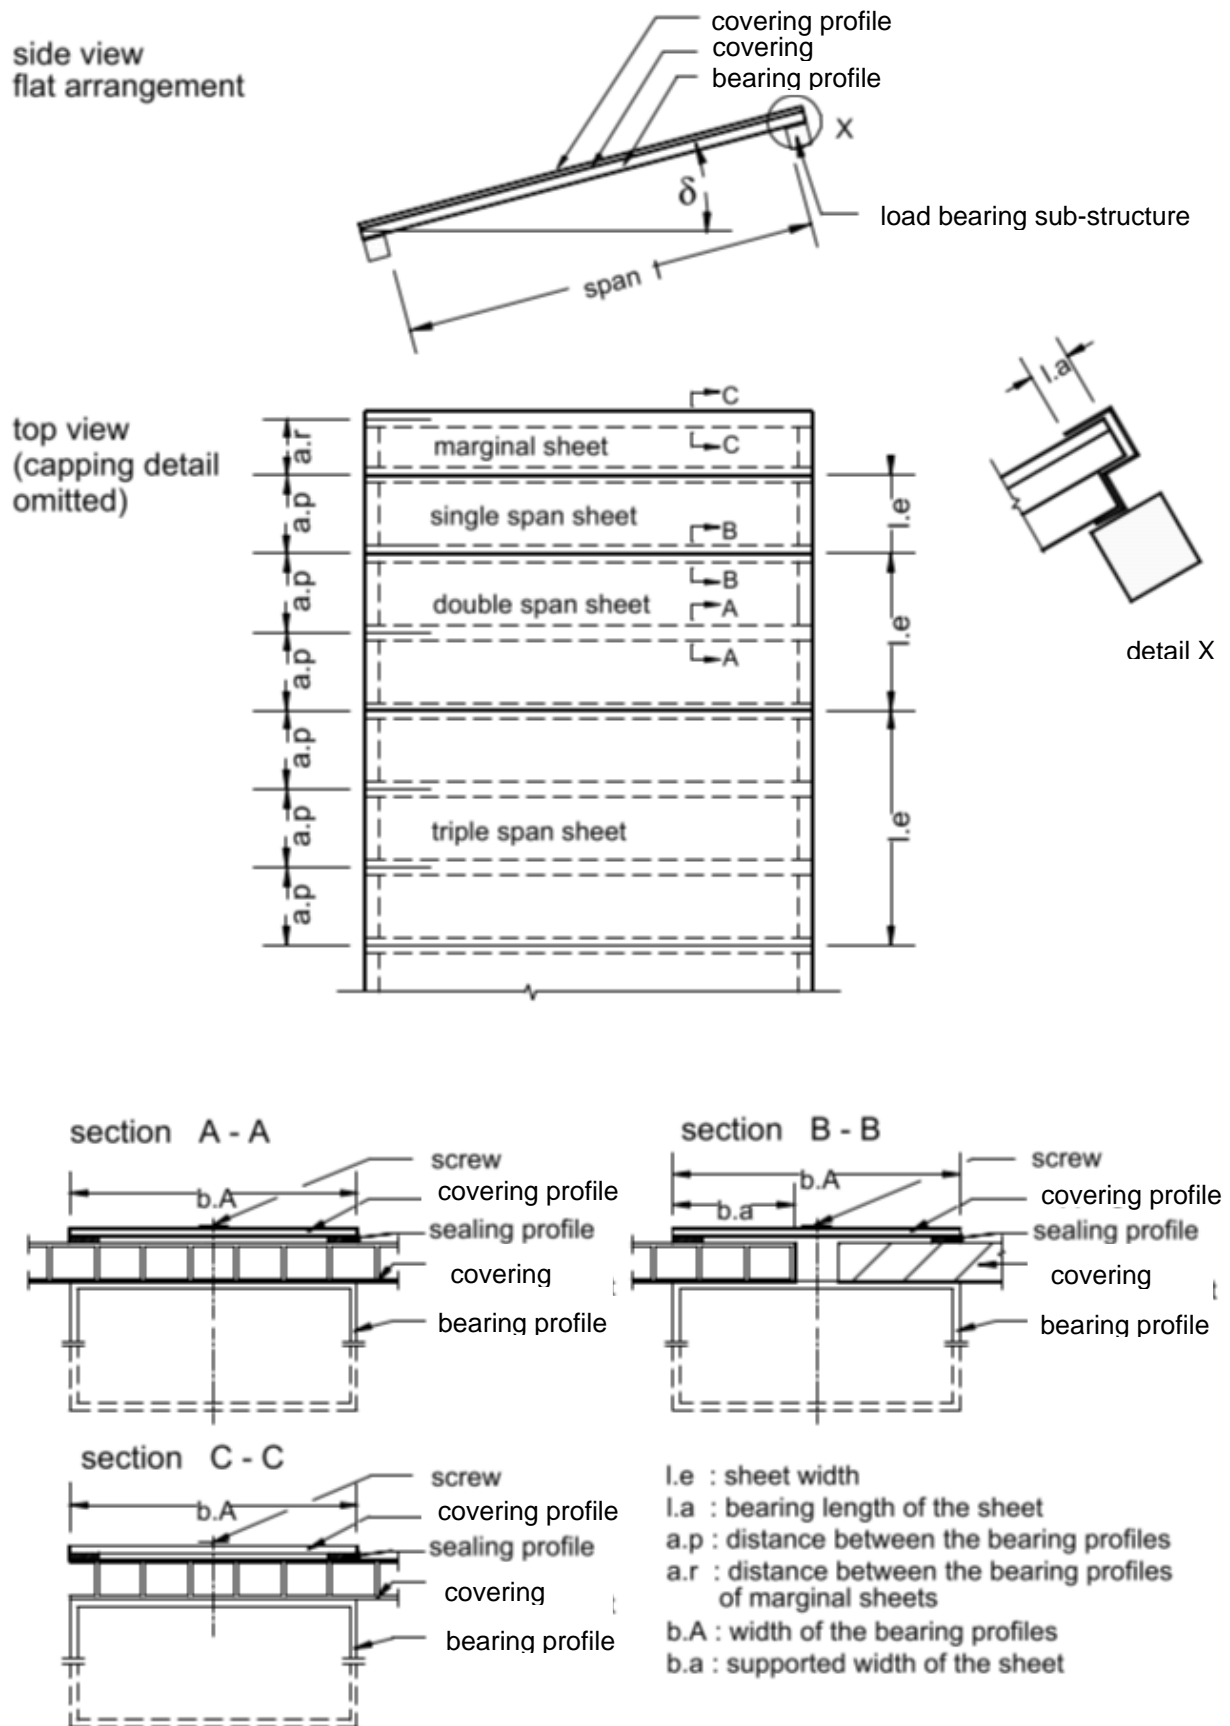 side view
flat arrangement
covering profile
covering
bearing profile
X
δ
load bearing sub-structure
span l
l.a
detail X
top view
(capping detail
omitted)
C
C
a.r
marginal sheet
a.p
single span sheet
l.e
B
B
a.p
double span sheet
A
A
l.e
a.p
a.p
a.p
triple span sheet
l.e
a.p
section A - A
screw
b.A
covering profile
sealing profile
covering
bearing profile
section B - B
screw
b.A
b.a
covering profile
sealing profile
covering
bearing profile
section C - C
screw
b.A
covering profile
sealing profile
covering
bearing profile
l.e : sheet width
l.a : bearing length of the sheet
a.p : distance between the bearing profiles
a.r : distance between the bearing profiles
of marginal sheets
b.A : width of the bearing profiles
b.a : supported width of the sheet